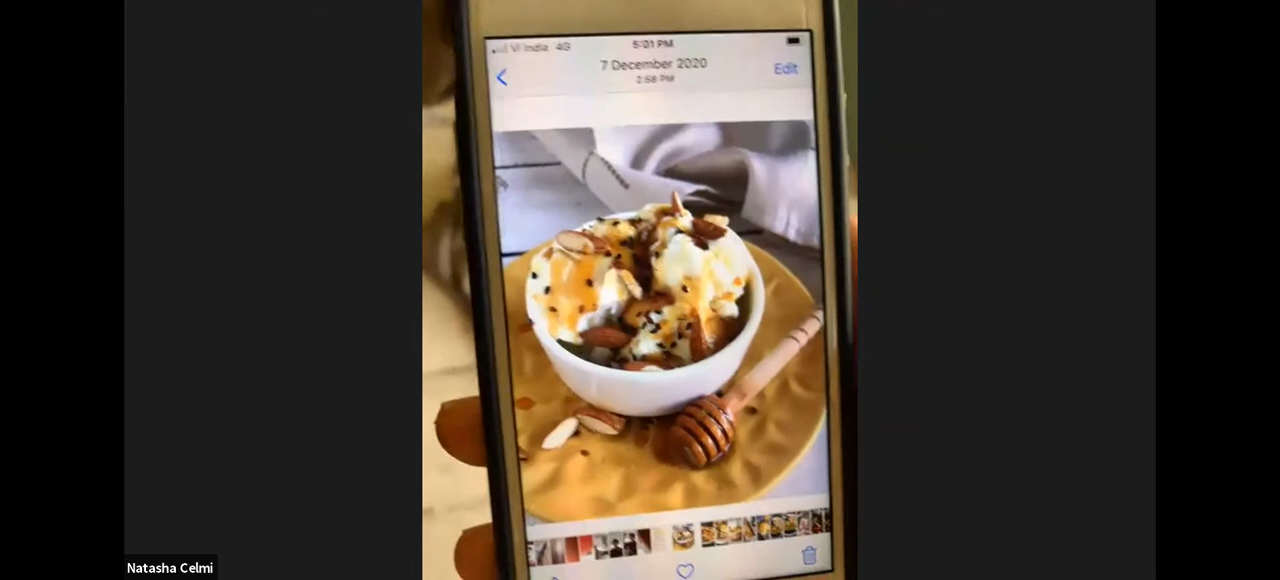 Vi India 4G 5:01 PM
7 December 2020
2:58 PM
Edit
Natasha Celmi